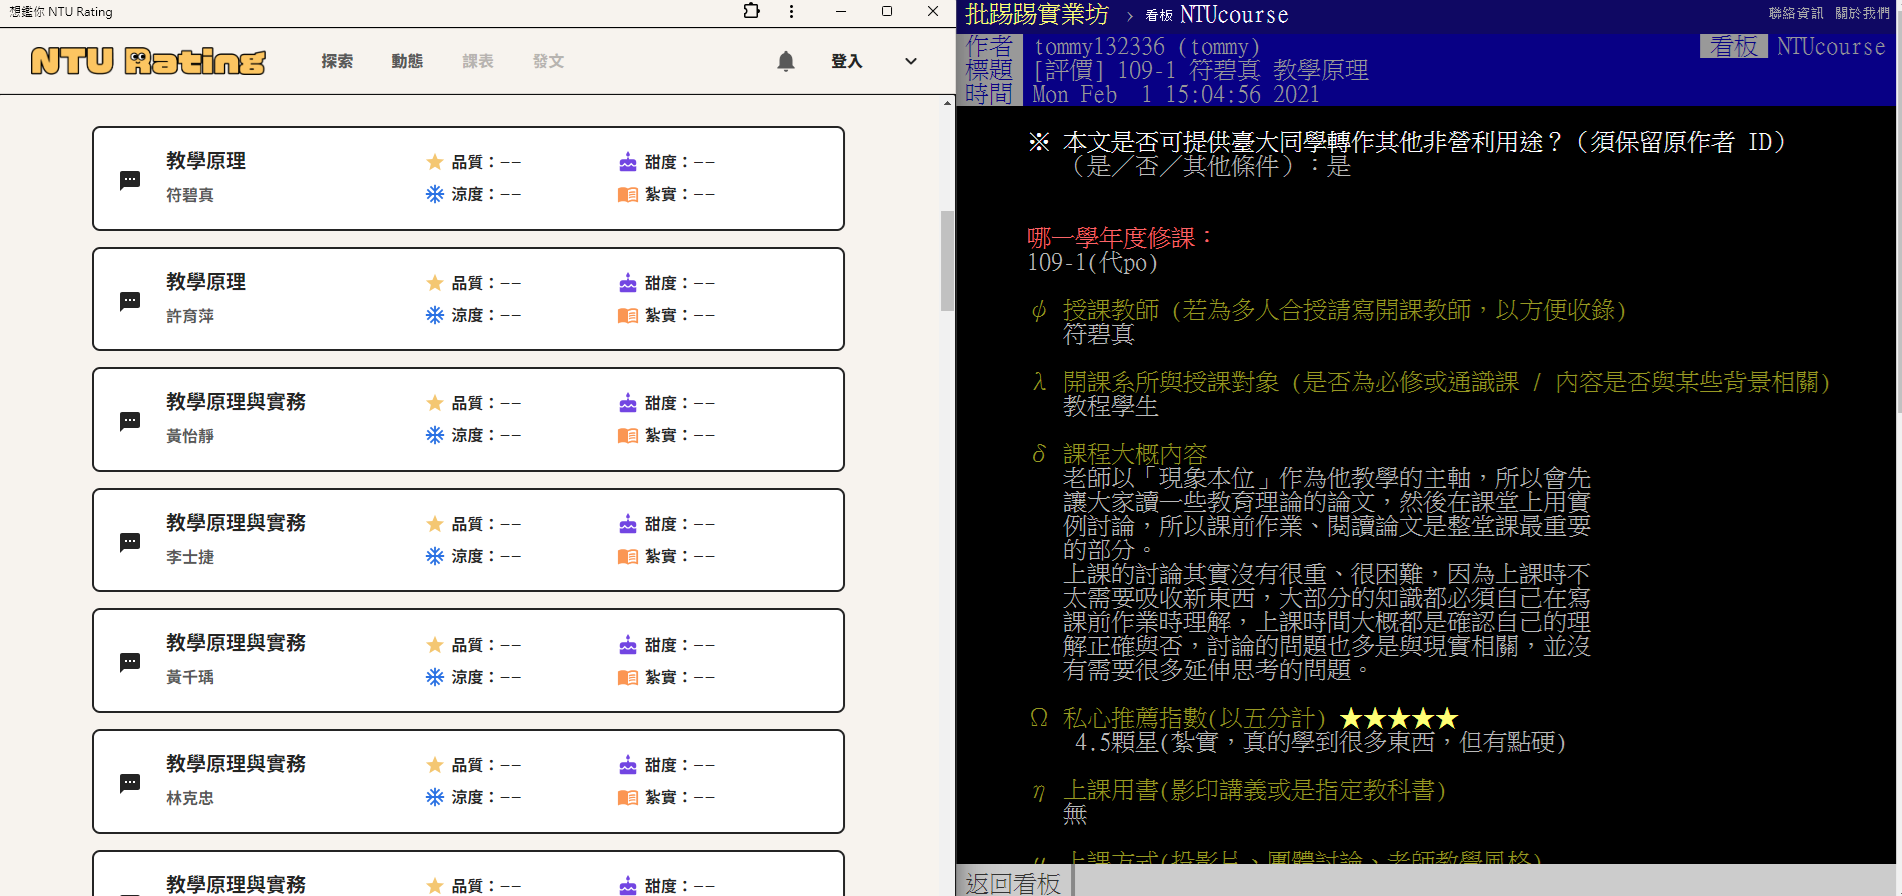 想鑑你 NTU Rating
NTU Rating
探索 動態 課表 發文 登入
教學原理
符碧真
品質：−− 甜度：−−
涼度：−− 紮實：−−
教學原理
許育萍
品質：−− 甜度：−−
涼度：−− 紮實：−−
教學原理與實務
黃怡靜
品質：−− 甜度：−−
涼度：−− 紮實：−−
教學原理與實務
李士捷
品質：−− 甜度：−−
涼度：−− 紮實：−−
教學原理與實務
黃千瑀
品質：−− 甜度：−−
涼度：−− 紮實：−−
教學原理與實務
林克忠
品質：−− 甜度：−−
涼度：−− 紮實：−−
教學原理與實務
品質：−− 甜度：−−
批踢踢實業坊 › 看板 NTUcourse 聯絡資訊 關於我們
作者 tommy132336 (tommy) 看板 NTUcourse
標題 [評價] 109-1 符碧真 教學原理
時間 Mon Feb  1 15:04:56 2021
※ 本文是否可提供臺大同學轉作其他非營利用途？（須保留原作者 ID）
（是／否／其他條件）：是
哪一學年度修課：
109-1(代po)
ψ 授課教師 (若為多人合授請寫開課教師，以方便收錄)
符碧真
λ 開課系所與授課對象 (是否為必修或通識課 / 內容是否與某些背景相關)
教程學生
δ 課程大概內容
老師以「現象本位」作為他教學的主軸，所以會先
讓大家讀一些教育理論的論文，然後在課堂上用實
例討論，所以課前作業、閱讀論文是整堂課最重要
的部分。
上課的討論其實沒有很重、很困難，因為上課時不
太需要吸收新東西，大部分的知識都必須自己在寫
課前作業時理解，上課時間大概都是確認自己的理
解正確與否，討論的問題也多是與現實相關，並沒
有需要很多延伸思考的問題。
Ω 私心推薦指數(以五分計) ★★★★★
4.5顆星(紮實，真的學到很多東西，但有點硬)
η 上課用書(影印講義或是指定教科書)
無
μ 上課方式(投影片、團體討論、老師教學風格)
返回看板